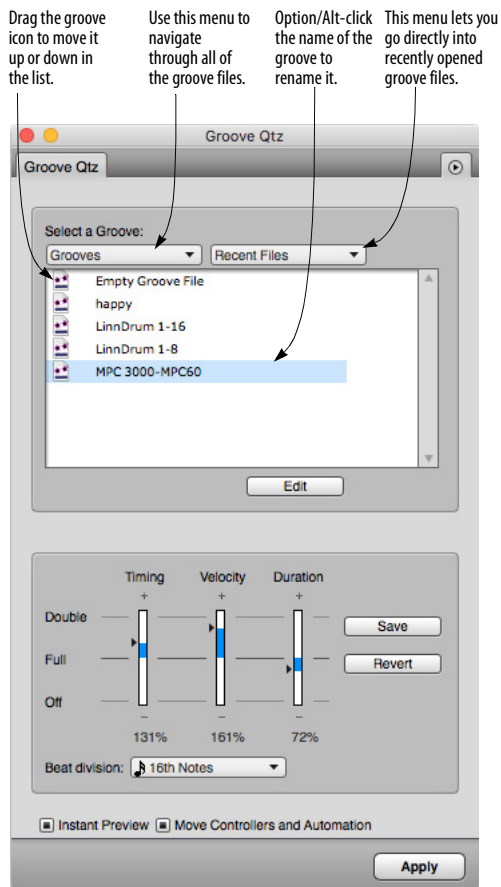 Drag the groove
icon to move it
up or down in
the list.
Use this menu to
navigate
through all of
the groove files.
Option/Alt-click
the name of the
groove to
rename it.
This menu lets you
go directly into
recently opened
groove files.
Groove Qtz
Groove Qtz
Select a Groove:
Grooves
Recent Files
Empty Groove File
happy
LinnDrum 1-16
LinnDrum 1-8
MPC 3000-MPC60
Edit
Timing Velocity Duration
+ + +
Double
Save
Full
Revert
Off
− − −
131% 161% 72%
Beat division: 16th Notes
Instant Preview Move Controllers and Automation
Apply